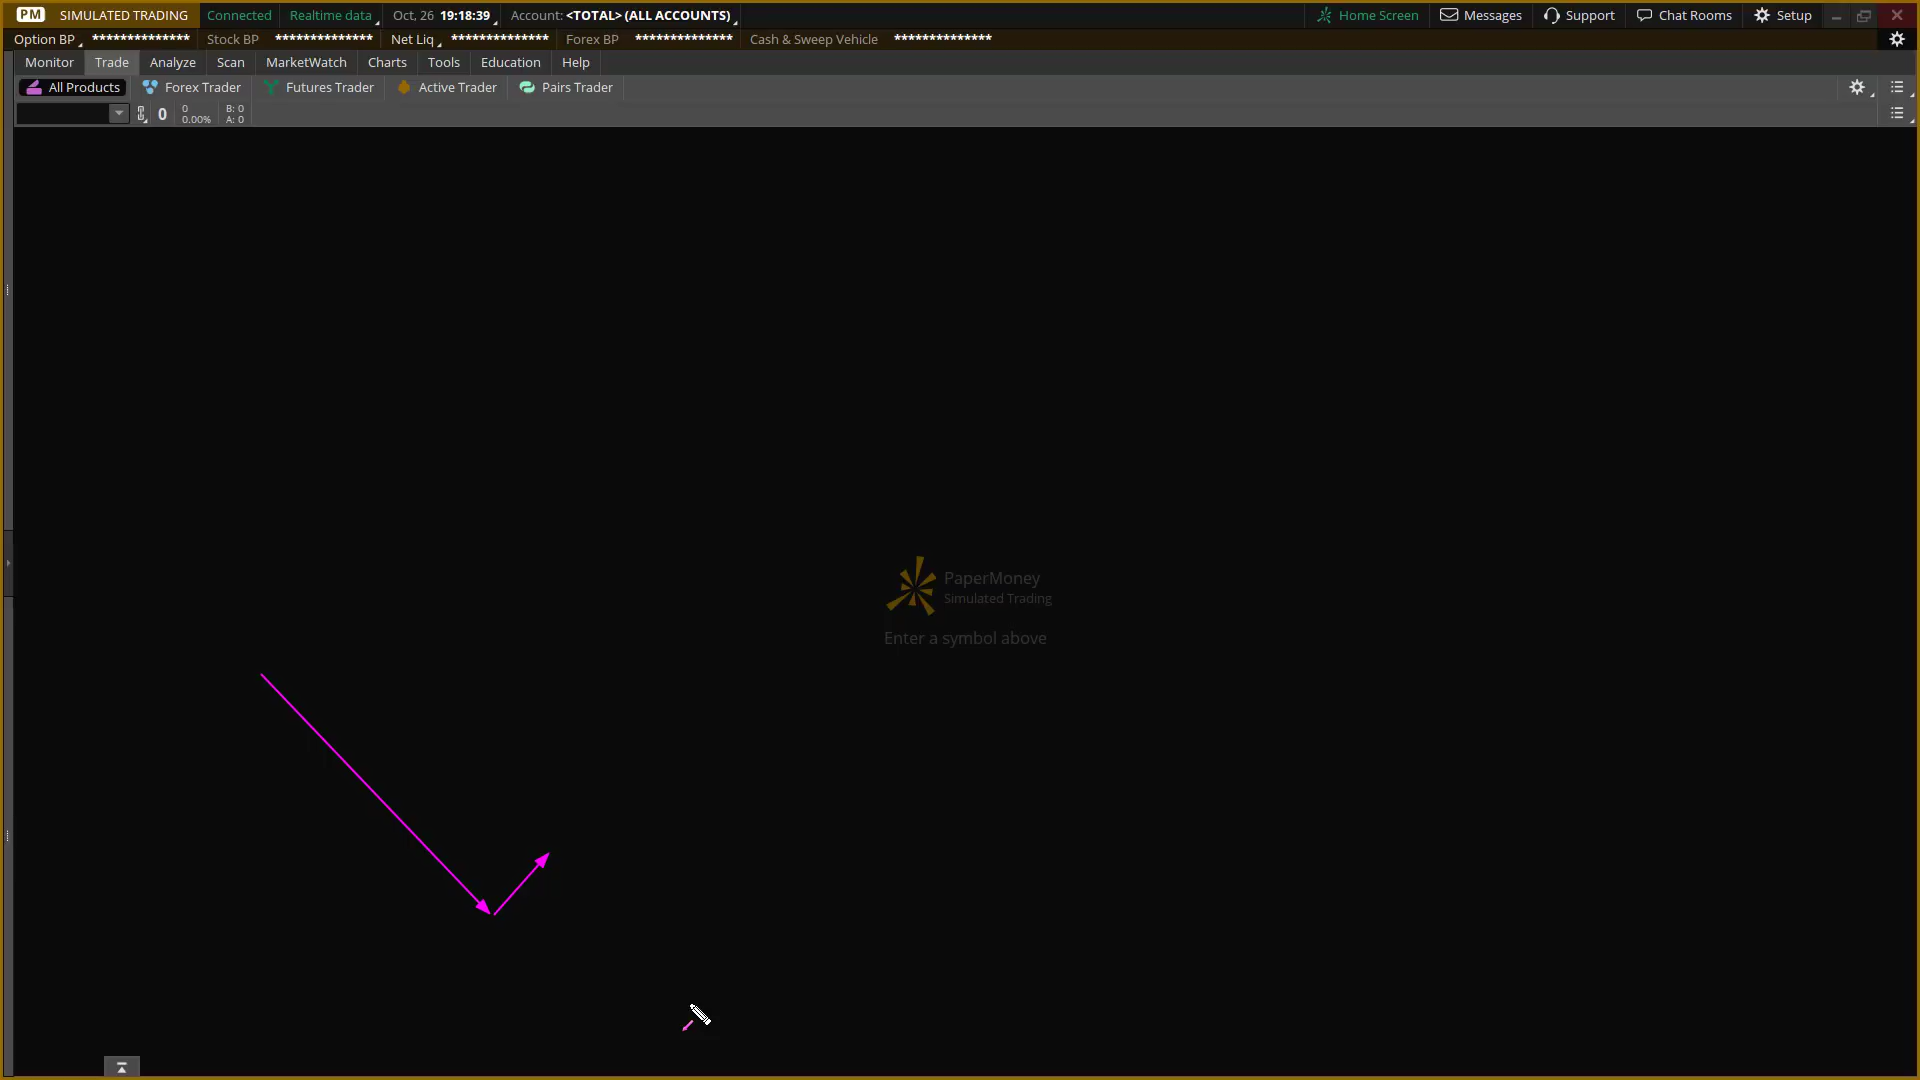 PM SIMULATED TRADING Connected Realtime data Oct, 26 19:18:39 Account: <TOTAL> (ALL ACCOUNTS) Home Screen Messages Support Chat Rooms Setup
Option BP ************** Stock BP ************** Net Liq ************** Forex BP ************** Cash & Sweep Vehicle **************
Monitor Trade Analyze Scan MarketWatch Charts Tools Education Help
All Products Forex Trader Futures Trader Active Trader Pairs Trader
0 0 B: 0
0.00% A: 0
PaperMoney
Simulated Trading
Enter a symbol above